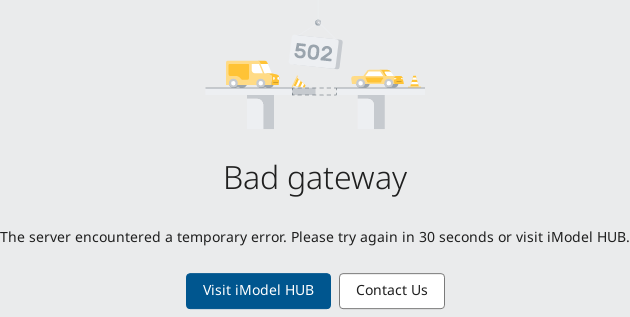 502
Bad gateway
The server encountered a temporary error. Please try again in 30 seconds or visit iModel HUB.
Visit iModel HUB
Contact Us